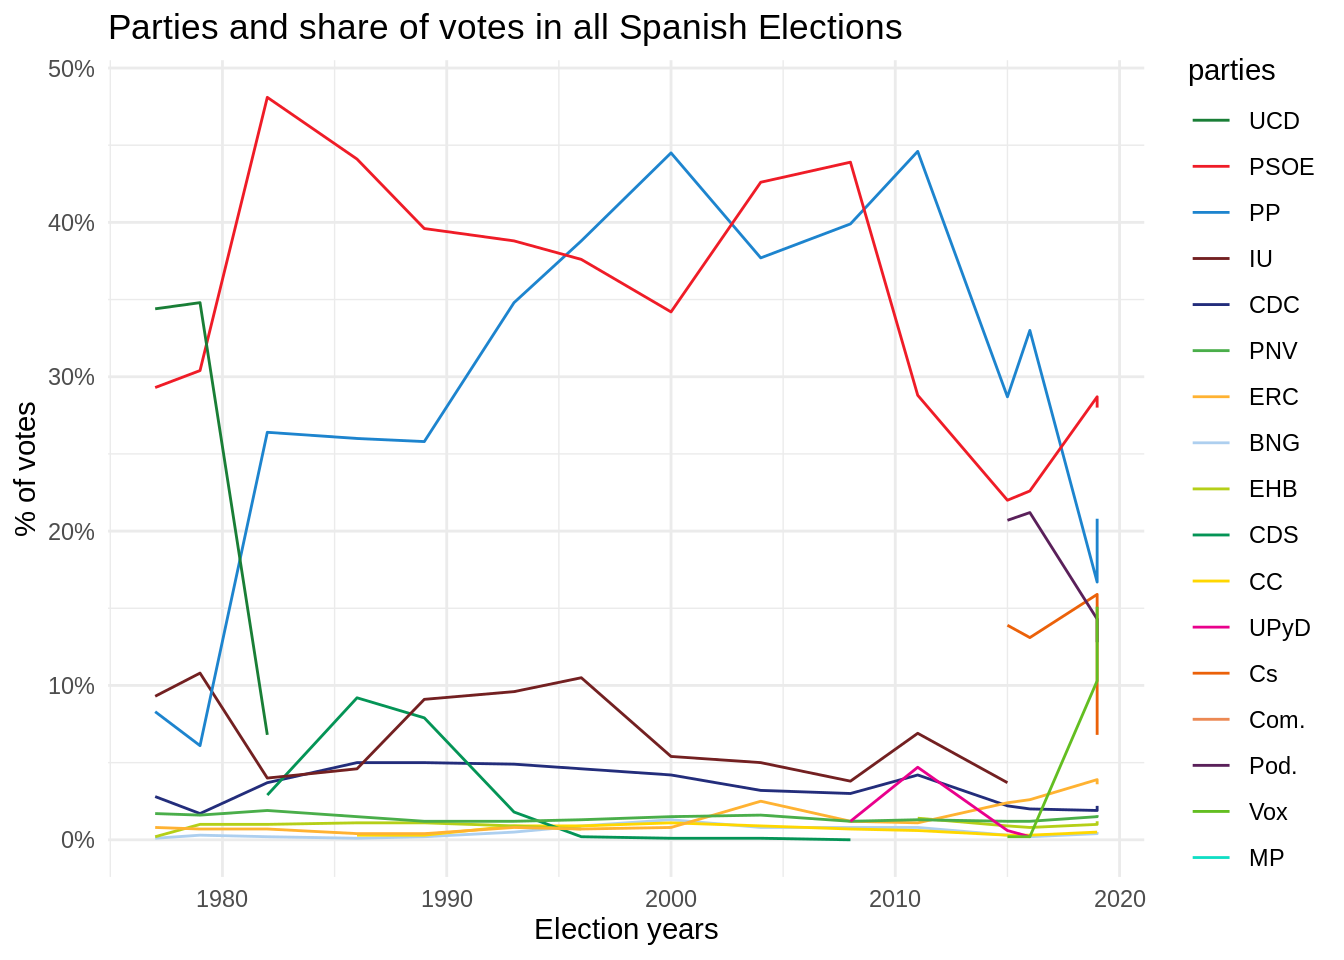 Parties and share of votes in all Spanish Elections
50%
40%
30%
20%
10%
0%
% of votes
1980 1990 2000 2010 2020
Election years
parties
UCD
PSOE
PP
IU
CDC
PNV
ERC
BNG
EHB
CDS
CC
UPyD
Cs
Com.
Pod.
Vox
MP